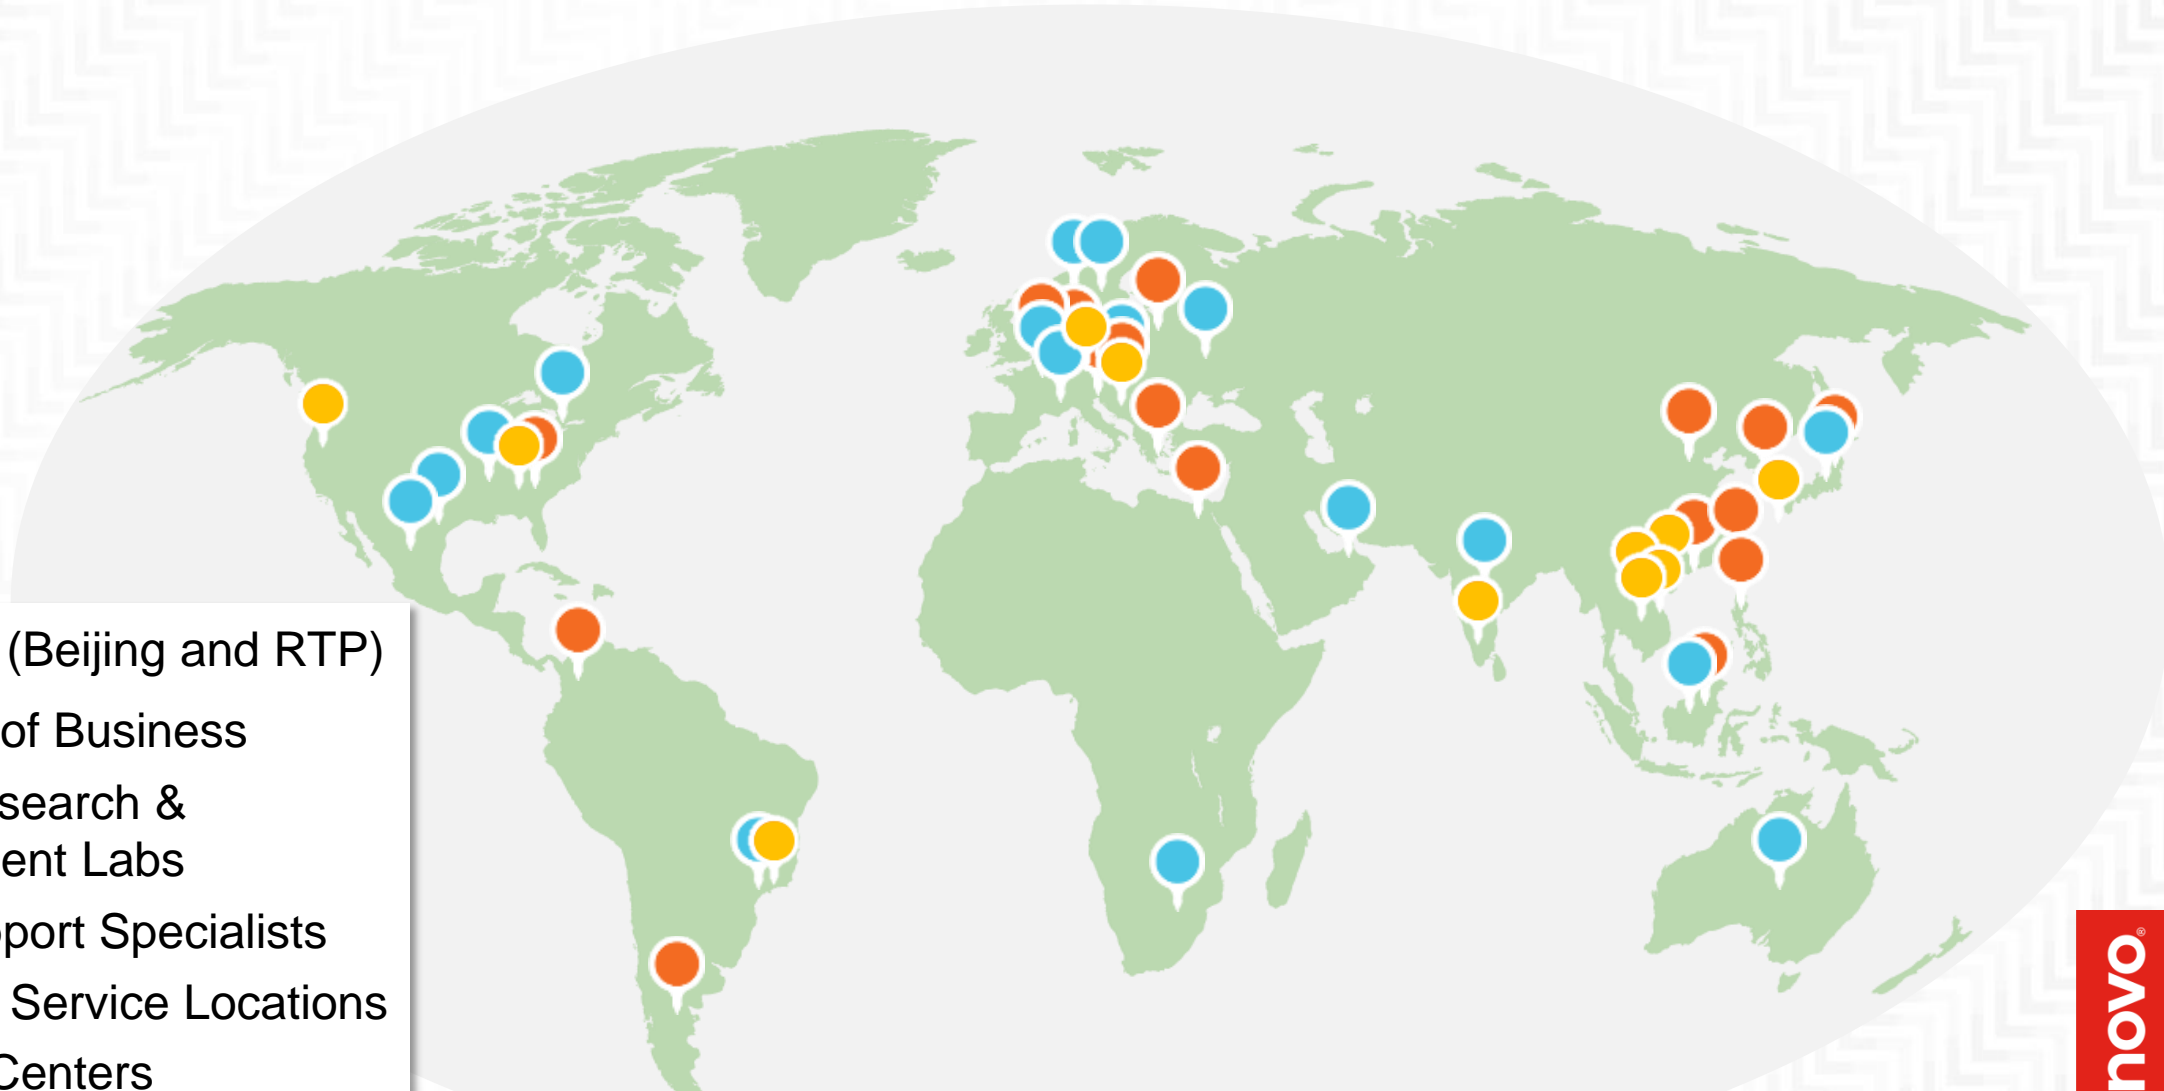 (Beijing and RTP)
of Business
search &
ent Labs
port Specialists
Service Locations
Centers
novo